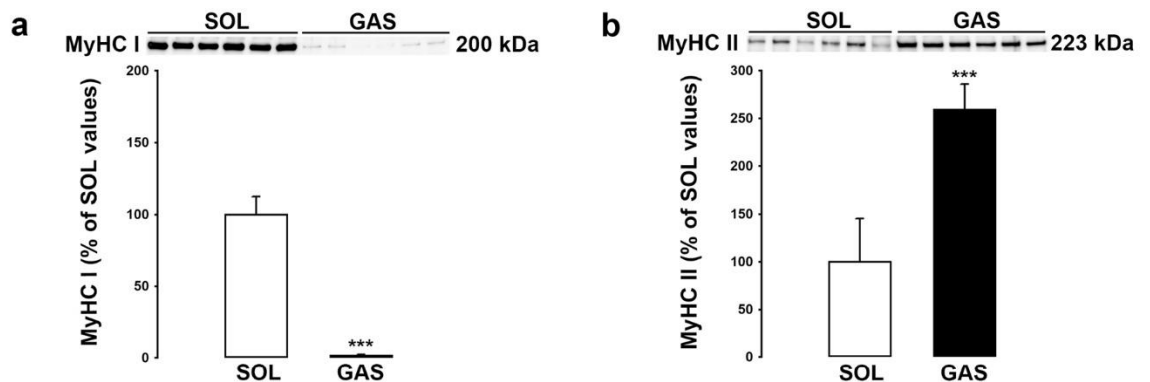 a
SOL GAS
MyHC I 200 kDa
MyHC I (% of SOL values)
200
150
100
50
0
***
SOL GAS
b
SOL GAS
MyHC II 223 kDa
MyHC II (% of SOL values)
300
250
200
150
100
50
0
***
SOL GAS